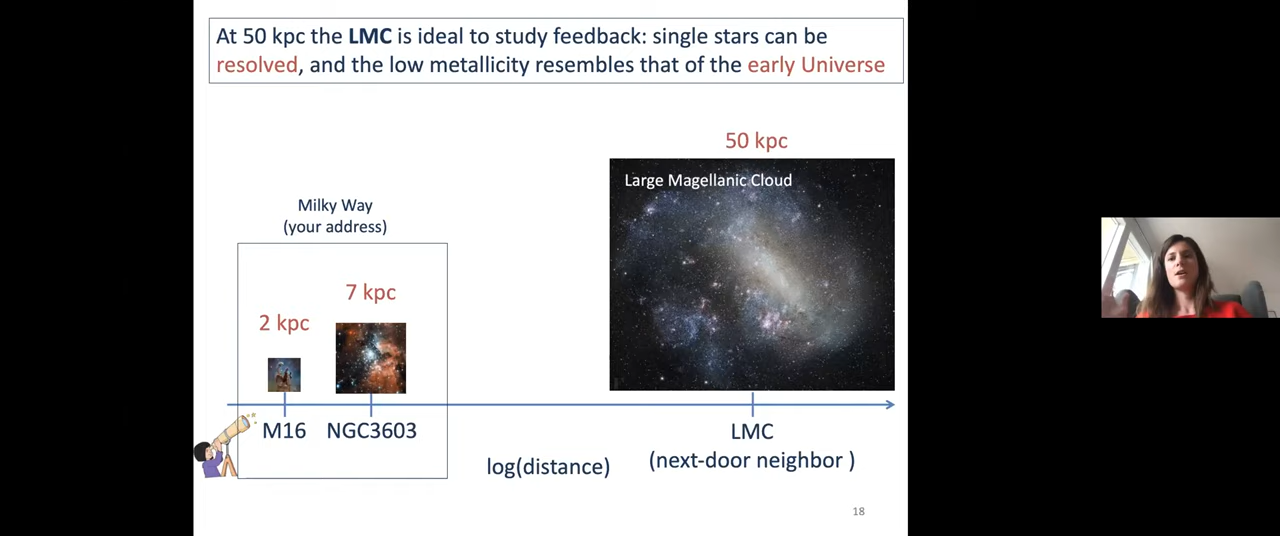 At 50 kpc the LMC is ideal to study feedback: single stars can be
resolved, and the low metallicity resembles that of the early Universe
50 kpc
Large Magellanic Cloud
Milky Way
(your address)
7 kpc
2 kpc
M16
NGC3603
LMC
(next-door neighbor )
log(distance)
18